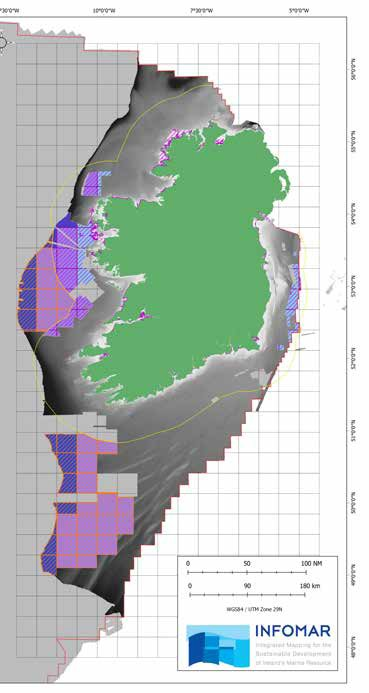 7°30'0"W
10°0'0"W
7°30'0"W
5°0'0"W
56°0'0"N
55°0'0"N
54°0'0"N
53°0'0"N
52°0'0"N
51°0'0"N
50°0'0"N
49°0'0"N
48°0'0"N
0 50 100 NM
0 90 180 km
WGS84 / UTM Zone 29N
INFOMAR
Integrated Mapping for the
Sustainable Development
of Ireland's Marine Resource